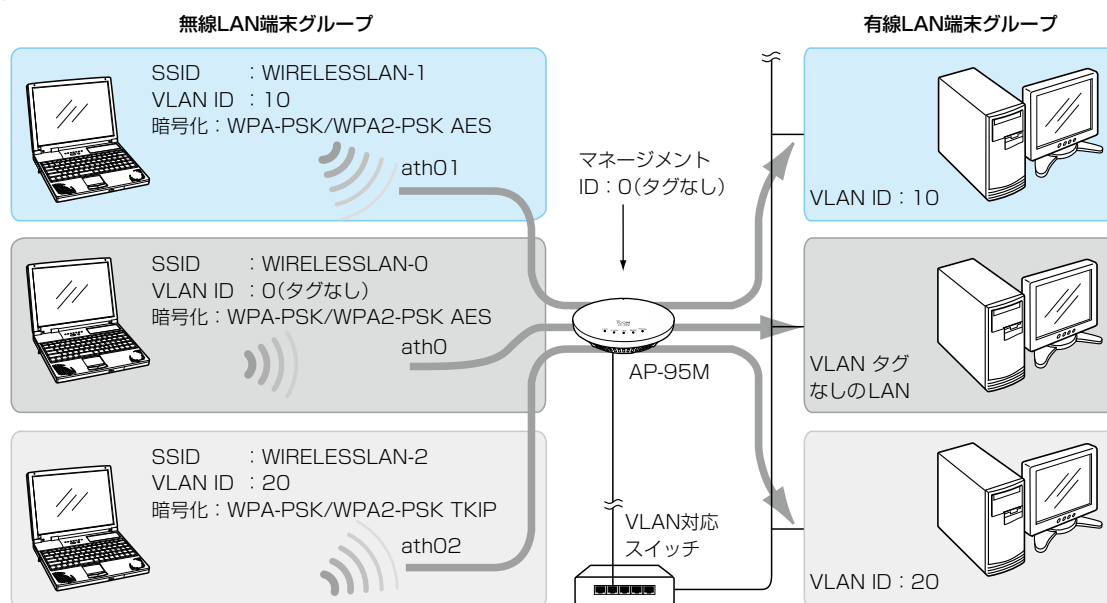 無線LAN端末グループ
有線LAN端末グループ
SSID :WIRELESSLAN-1
VLAN ID :10
暗号化:WPA-PSK/WPA2-PSK AES
ath01
マネージメント
ID:0(タグなし)
VLAN ID:10
SSID :WIRELESSLAN-0
VLAN ID :0(タグなし)
暗号化:WPA-PSK/WPA2-PSK AES
ath0
AP-95M
VLAN タグ
なしのLAN
SSID :WIRELESSLAN-2
VLAN ID :20
暗号化:WPA-PSK/WPA2-PSK TKIP
ath02
VLAN対応
スイッチ
VLAN ID:20